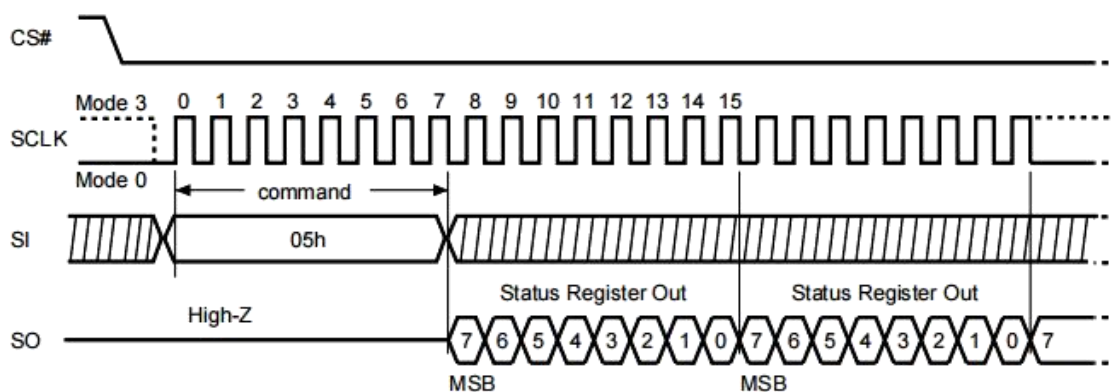 CS#
Mode 3 0 1 2 3 4 5 6 7 8 9 10 11 12 13 14 15
SCLK
Mode 0
command
SI 05h
Status Register Out Status Register Out
High-Z
SO 7 6 5 4 3 2 1 0 7 6 5 4 3 2 1 0 7
MSB MSB